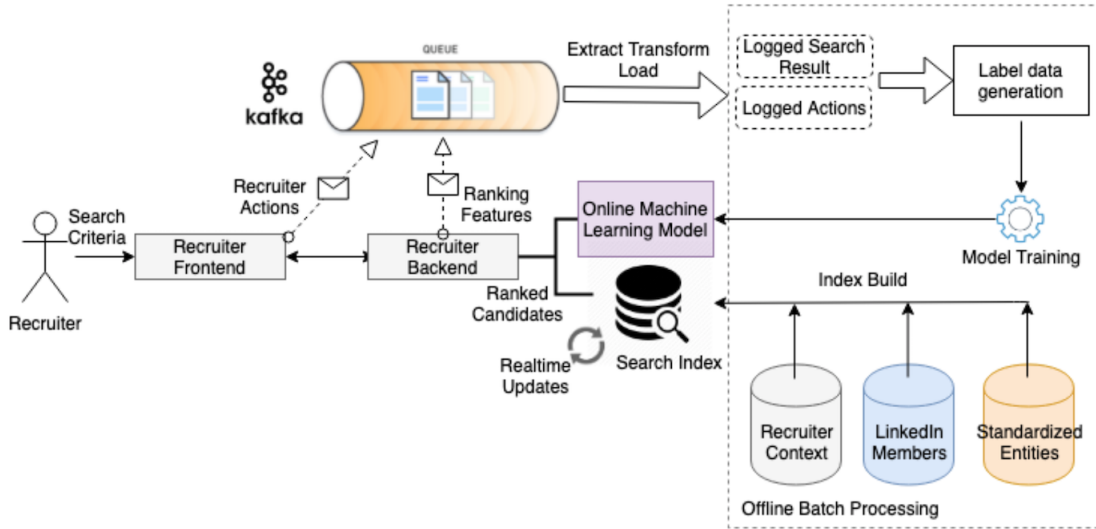 QUEUE
kafka
Extract Transform
Load
Logged Search
Result
Logged Actions
Label data
generation
Recruiter
Actions
Ranking
Features
Online Machine
Learning Model
Model Training
Search
Criteria
Recruiter
Frontend
Recruiter
Backend
Recruiter
Ranked
Candidates
Realtime
Updates
Search Index
Index Build
Recruiter
Context
LinkedIn
Members
Standardized
Entities
Offline Batch Processing